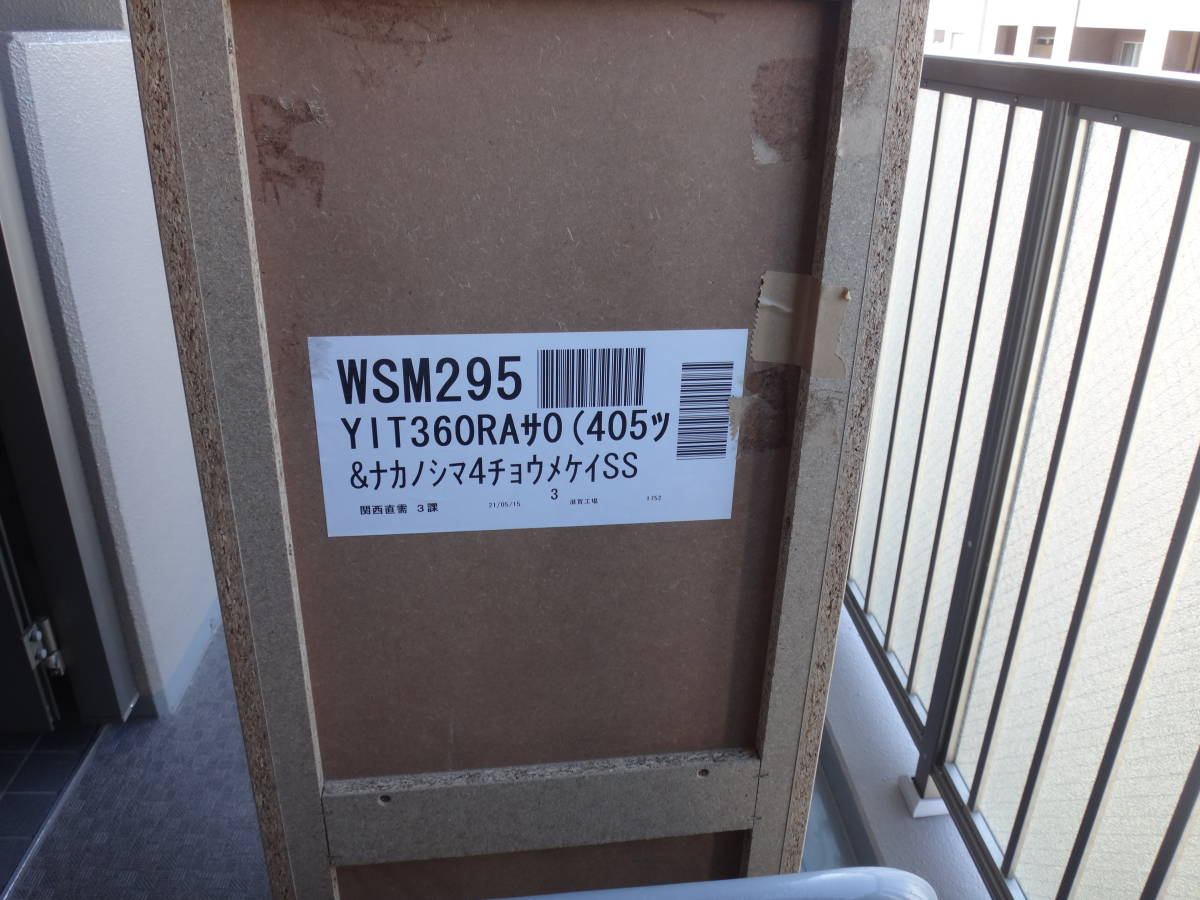 WSM295
YIT360RAｻ0(405ﾂ
&ﾅｶﾉｼﾏ4ﾁｮｳﾒｹｲSS
3
関西直需 3課 21/05/15 滋賀工場 1752